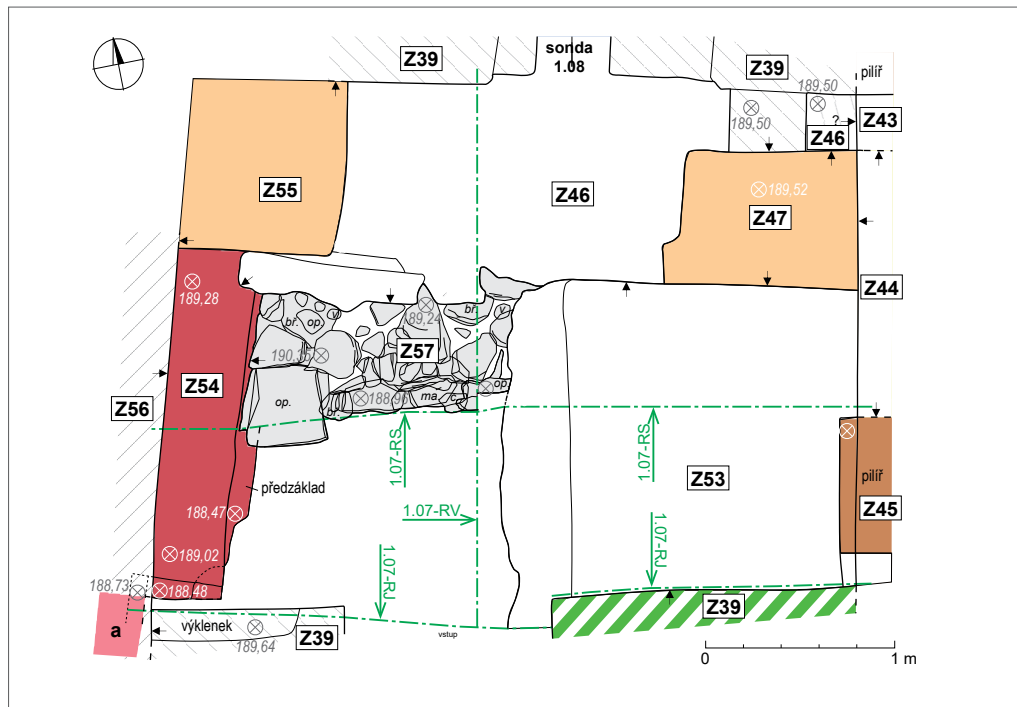 Z39
sonda
1.08
Z39
pilíř
189,50
189,50
?
Z43
Z46
Z55
Z46
189,52
Z47
189,28
Z44
br.
op.
v.
189,24
br.
v.
190,35
Z57
Z54
op.
188,96
ma.
c.
op.
br.
Z56
1.07-RS
1.07-RS
předzáklad
Z53
pilíř
188,47
1.07-RV
Z45
189,02
1.07-RJ
1.07-RJ
188,73
188,48
a
výklenek
Z39
vstup
Z39
189,64
0
1 m